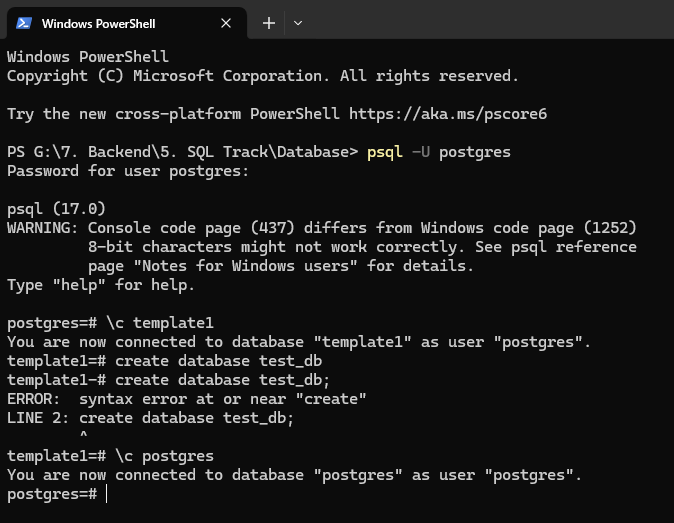 Windows PowerShell
Windows PowerShell
Copyright (C) Microsoft Corporation. All rights reserved.
Try the new cross-platform PowerShell https://aka.ms/pscore6
PS G:\7. Backend\5. SQL Track\Database> psql -U postgres
Password for user postgres:
psql (17.0)
WARNING: Console code page (437) differs from Windows code page (1252)
         8-bit characters might not work correctly. See psql reference
         page "Notes for Windows users" for details.
Type "help" for help.
postgres=# \c template1
You are now connected to database "template1" as user "postgres".
template1=# create database test_db
template1-# create database test_db;
ERROR:  syntax error at or near "create"
LINE 2: create database test_db;
        ^
template1=# \c postgres
You are now connected to database "postgres" as user "postgres".
postgres=#